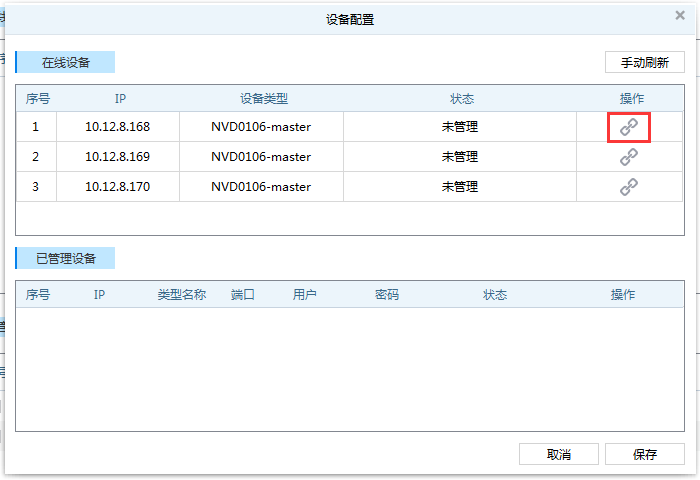 设备配置
在线设备 手动刷新
序号 IP 设备类型 状态 操作
1 10.12.8.168 NVD0106-master 未管理
2 10.12.8.169 NVD0106-master 未管理
3 10.12.8.170 NVD0106-master 未管理
已管理设备
序号 IP 类型名称 端口 用户 密码 状态 操作
取消 保存